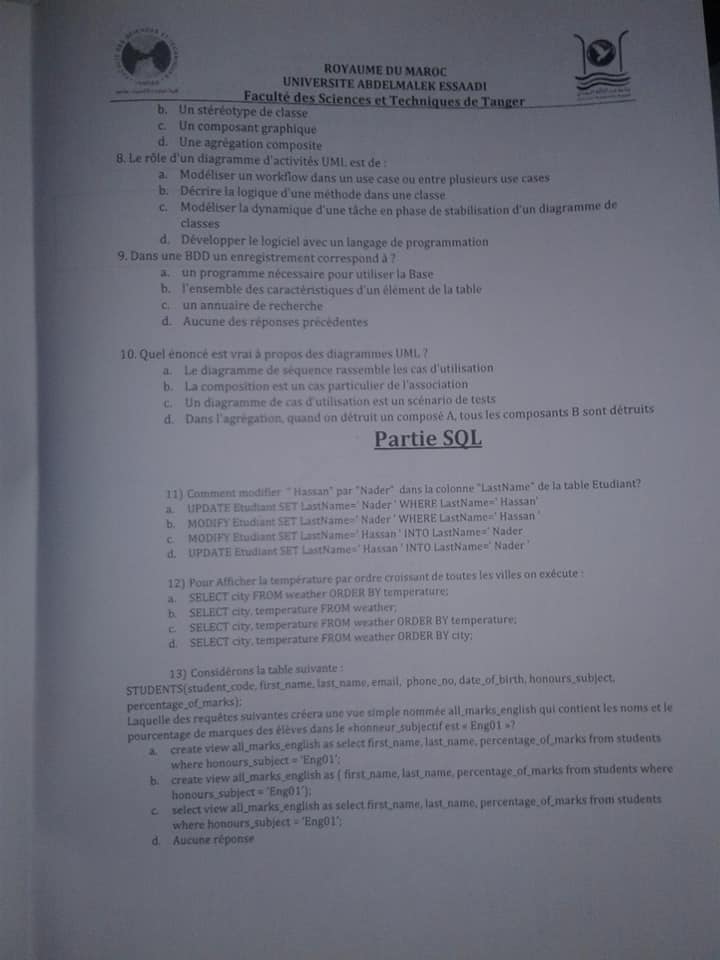 ROYAUME DU MAROC
UNIVERSITE ABDELMALEK ESSAADI
Faculté des Sciences et Techniques de Tanger
b. Un stéréotype de classe
c. Un composant graphique
d. Une agrégation composite
8. Le rôle d'un diagramme d'activités UML est de :
a. Modéliser un workflow dans un use case ou entre plusieurs use cases
b. Décrire la logique d'une méthode dans une classe
c. Modéliser la dynamique d'une tâche en phase de stabilisation d'un diagramme de
classes
d. Développer le logiciel avec un langage de programmation
9. Dans une BDD un enregistrement correspond à ?
a. un programme nécessaire pour utiliser la Base
b. l'ensemble des caractéristiques d'un élément de la table
c. un annuaire de recherche
d. Aucune des réponses précédentes
10. Quel énoncé est vrai à propos des diagrammes UML ?
a. Le diagramme de séquence rassemble les cas d'utilisation
b. La composition est un cas particulier de l'association
c. Un diagramme de cas d'utilisation est un scénario de tests
d. Dans l'agrégation, quand on détruit un composé A, tous les composants B sont détruits
Partie SQL
11) Comment modifier " Hassan" par "Nader" dans la colonne "LastName" de la table Etudiant?
a. UPDATE Etudiant SET LastName=' Nader ' WHERE LastName=' Hassan'
b. MODIFY Etudiant SET LastName=' Nader ' WHERE LastName=' Hassan '
c. MODIFY Etudiant SET LastName=' Hassan ' INTO LastName=' Nader
d. UPDATE Etudiant SET LastName=' Hassan ' INTO LastName=' Nader '
12) Pour Afficher la température par ordre croissant de toutes les villes on exécute :
a. SELECT city FROM weather ORDER BY temperature;
b. SELECT city, temperature FROM weather;
c. SELECT city, temperature FROM weather ORDER BY temperature;
d. SELECT city, temperature FROM weather ORDER BY city;
13) Considérons la table suivante :
STUDENTS(student_code, first_name, last_name, email, phone_no, date_of_birth, honours_subject,
percentage_of_marks);
Laquelle des requêtes suivantes créera une vue simple nommée all_marks_english qui contient les noms et le
pourcentage de marques des élèves dans le «honneur_subjectif est « Eng01 »?
a. create view all_marks_english as select first_name, last_name, percentage_of_marks from students
where honours_subject = 'Eng01';
b. create view all_marks_english as ( first_name, last_name, percentage_of_marks from students where
honours_subject = 'Eng01');
c. select view all_marks_english as select first_name, last_name, percentage_of_marks from students
where honours_subject = 'Eng01';
d. Aucune réponse